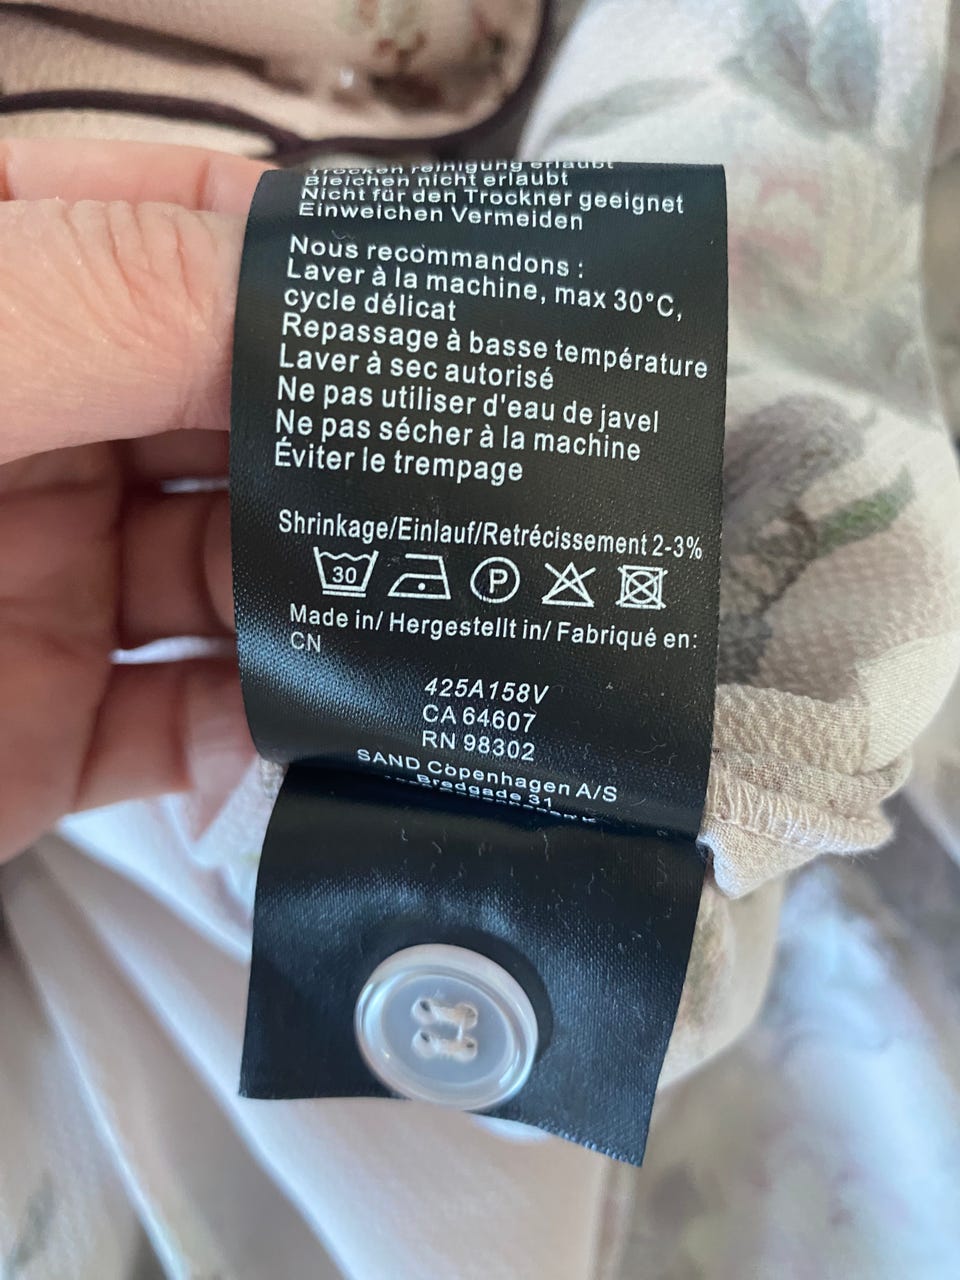 Trocken reinigung erlaubt
Bleichen nicht erlaubt
Nicht für den Trockner geeignet
Einweichen Vermeiden
Nous recommandons :
Laver à la machine, max 30°C,
cycle délicat
Repassage à basse température
Laver à sec autorisé
Ne pas utiliser d'eau de javel
Ne pas sécher à la machine
Éviter le trempage
Shrinkage/Einlauf/Retrécissement 2-3%
30 P
Made in/ Hergestellt in/ Fabriqué en:
CN
425A158V
CA 64607
RN 98302
SAND Copenhagen A/S
Bredgade 31